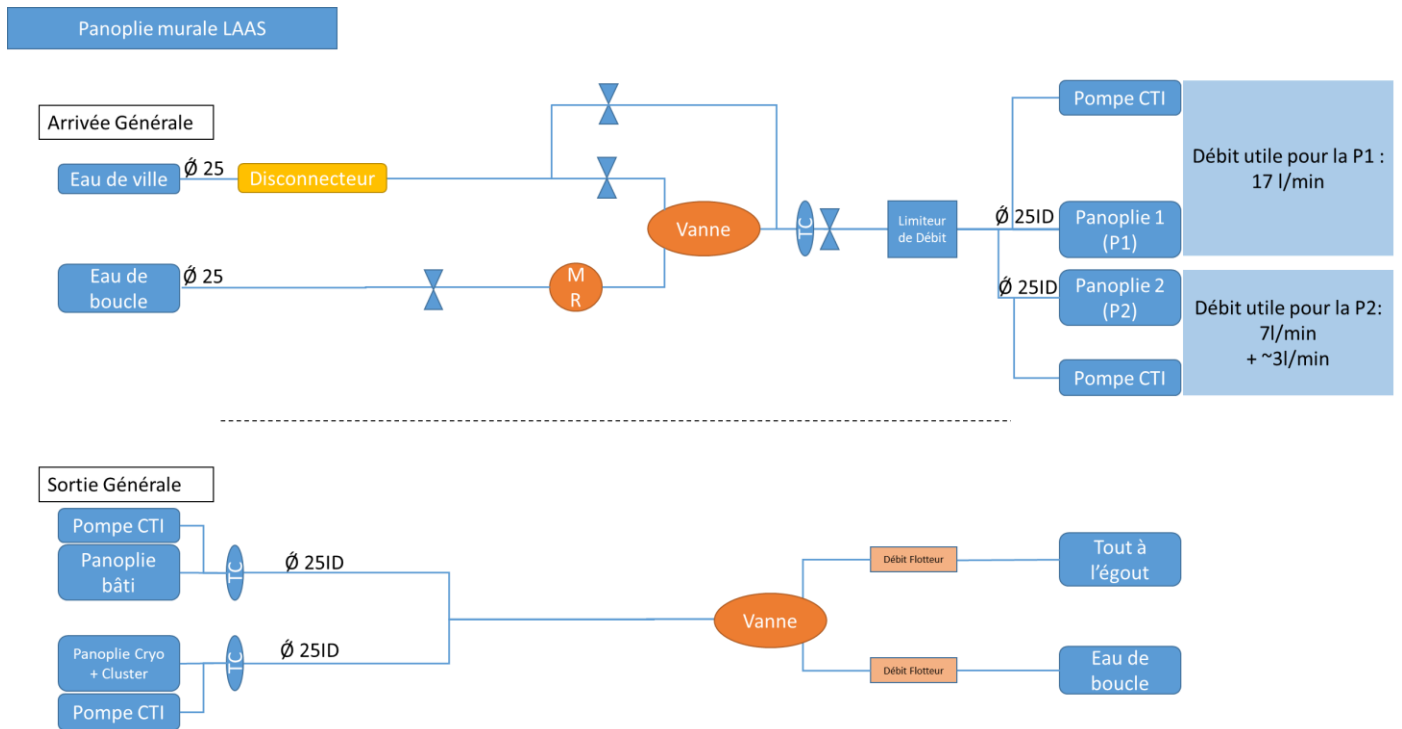 Panoplie murale LAAS
Arrivée Générale
Eau de ville
Ǿ 25
Disconnecteur
Vanne
TC
Limiteur
de Débit
Pompe CTI
Ǿ 25ID
Panoplie 1
(P1)
Débit utile pour la P1 :
17 l/min
Eau de
boucle
Ǿ 25
M
R
Ǿ 25ID
Panoplie 2
(P2)
Pompe CTI
Débit utile pour la P2:
7l/min
+ ~3l/min
Sortie Générale
Pompe CTI
Panoplie
bâti
TC
Ǿ 25ID
Panoplie Cryo
+ Cluster
Pompe CTI
TC
Ǿ 25ID
Vanne
Débit Flotteur
Tout à
l’égout
Débit Flotteur
Eau de
boucle